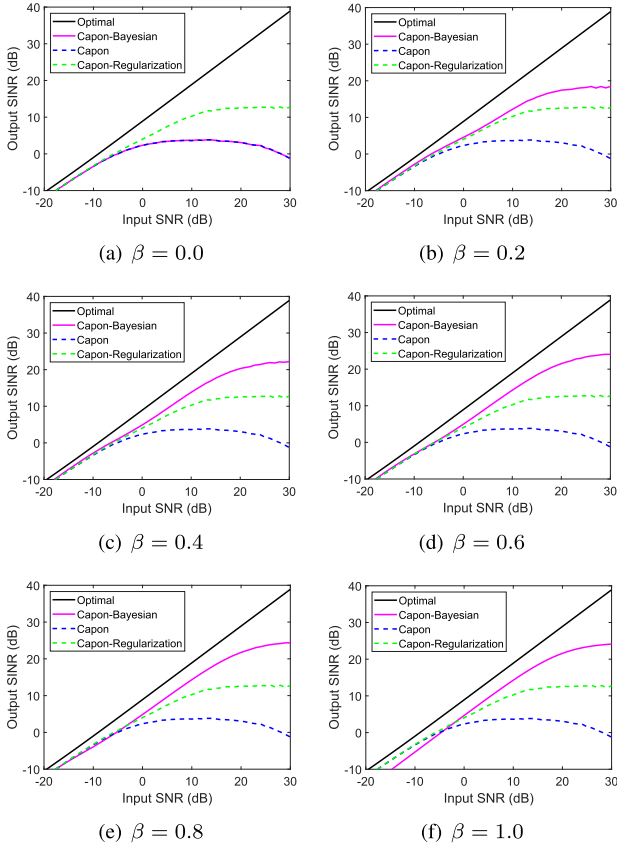 40
30
20
10
0
-10
Output SINR (dB)
Optimal
Capon-Bayesian
Capon
Capon-Regularization
-20 -10 0 10 20 30
Input SNR (dB)
(a) β = 0.0
40
30
20
10
0
-10
Output SINR (dB)
Optimal
Capon-Bayesian
Capon
Capon-Regularization
-20 -10 0 10 20 30
Input SNR (dB)
(b) β = 0.2
40
30
20
10
0
-10
Output SINR (dB)
Optimal
Capon-Bayesian
Capon
Capon-Regularization
-20 -10 0 10 20 30
Input SNR (dB)
(c) β = 0.4
40
30
20
10
0
-10
Output SINR (dB)
Optimal
Capon-Bayesian
Capon
Capon-Regularization
-20 -10 0 10 20 30
Input SNR (dB)
(d) β = 0.6
40
30
20
10
0
-10
Output SINR (dB)
Optimal
Capon-Bayesian
Capon
Capon-Regularization
-20 -10 0 10 20 30
Input SNR (dB)
(e) β = 0.8
40
30
20
10
0
-10
Output SINR (dB)
Optimal
Capon-Bayesian
Capon
Capon-Regularization
-20 -10 0 10 20 30
Input SNR (dB)
(f) β = 1.0